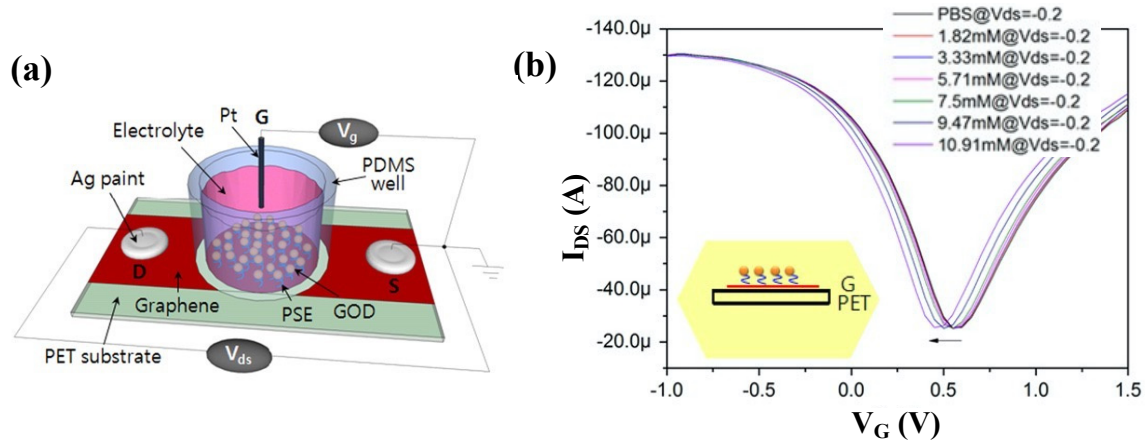 (a)
Pt
G
Vg
Electrolyte
PDMS
well
Ag paint
D
S
Graphene
PSE
GOD
PET substrate
Vds
(b)
PBS@Vds=-0.2
1.82mM@Vds=-0.2
3.33mM@Vds=-0.2
5.71mM@Vds=-0.2
7.5mM@Vds=-0.2
9.47mM@Vds=-0.2
10.91mM@Vds=-0.2
-140.0μ
-120.0μ
-100.0μ
-80.0μ
-60.0μ
-40.0μ
-20.0μ
IDS (A)
G
PET
-1.0
-0.5
0.0
0.5
1.0
1.5
VG (V)